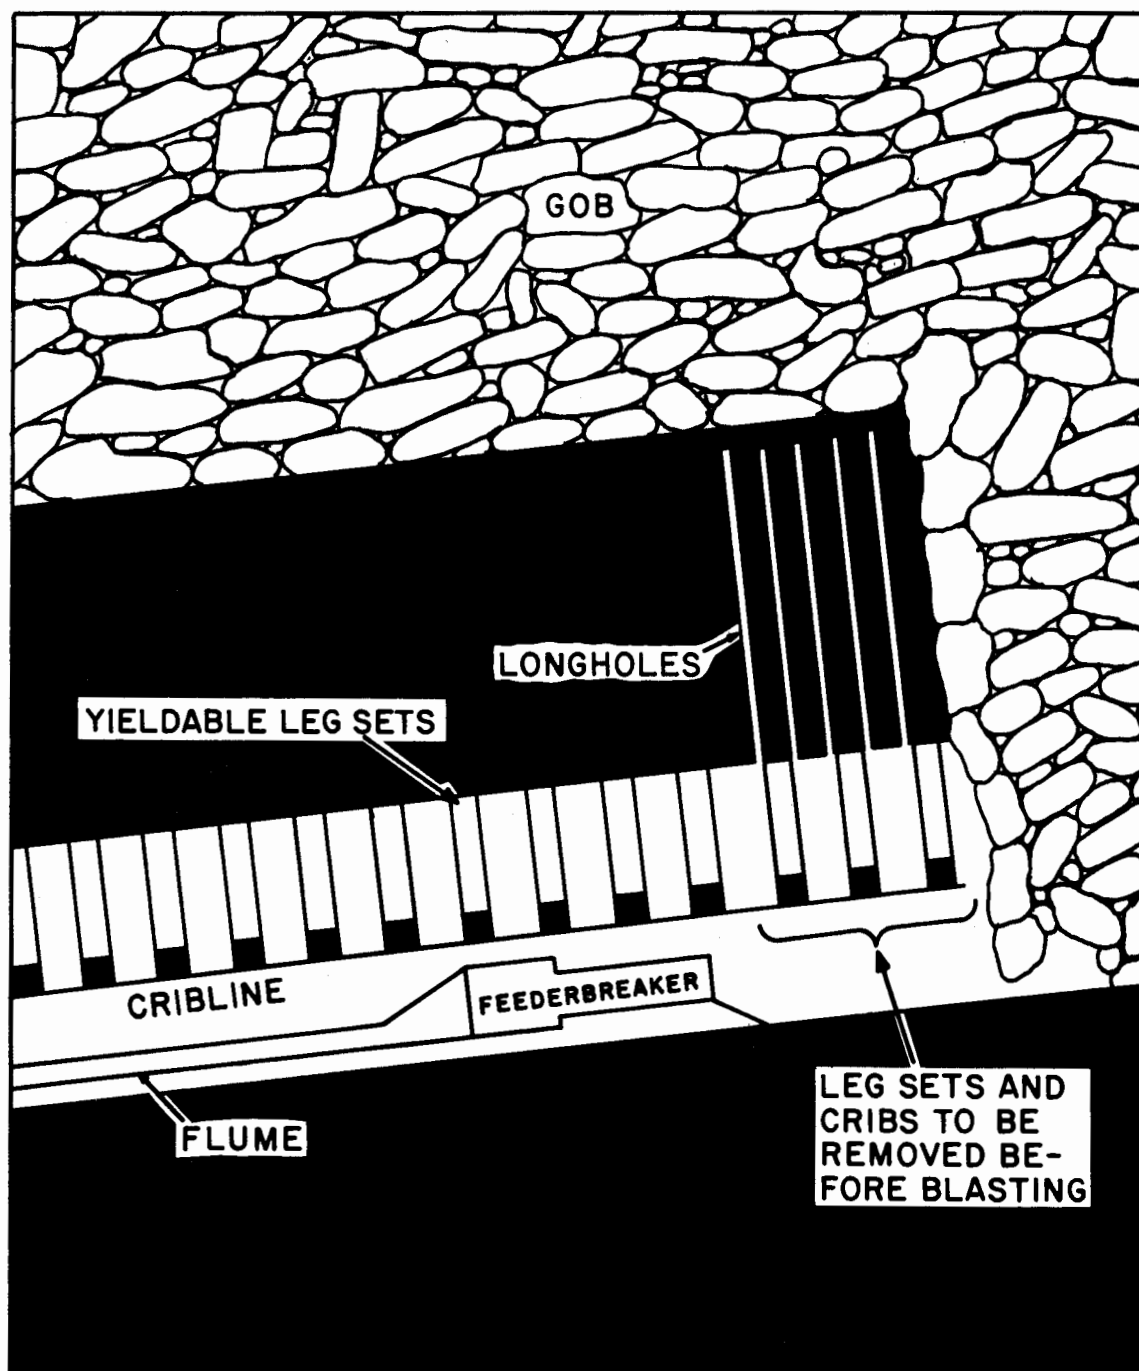 GOB
LONGHOLES
YIELDABLE LEG SETS
CRIBLINE
FEEDERBREAKER
FLUME
LEG SETS AND
CRIBS TO BE
REMOVED BE-
FORE BLASTING